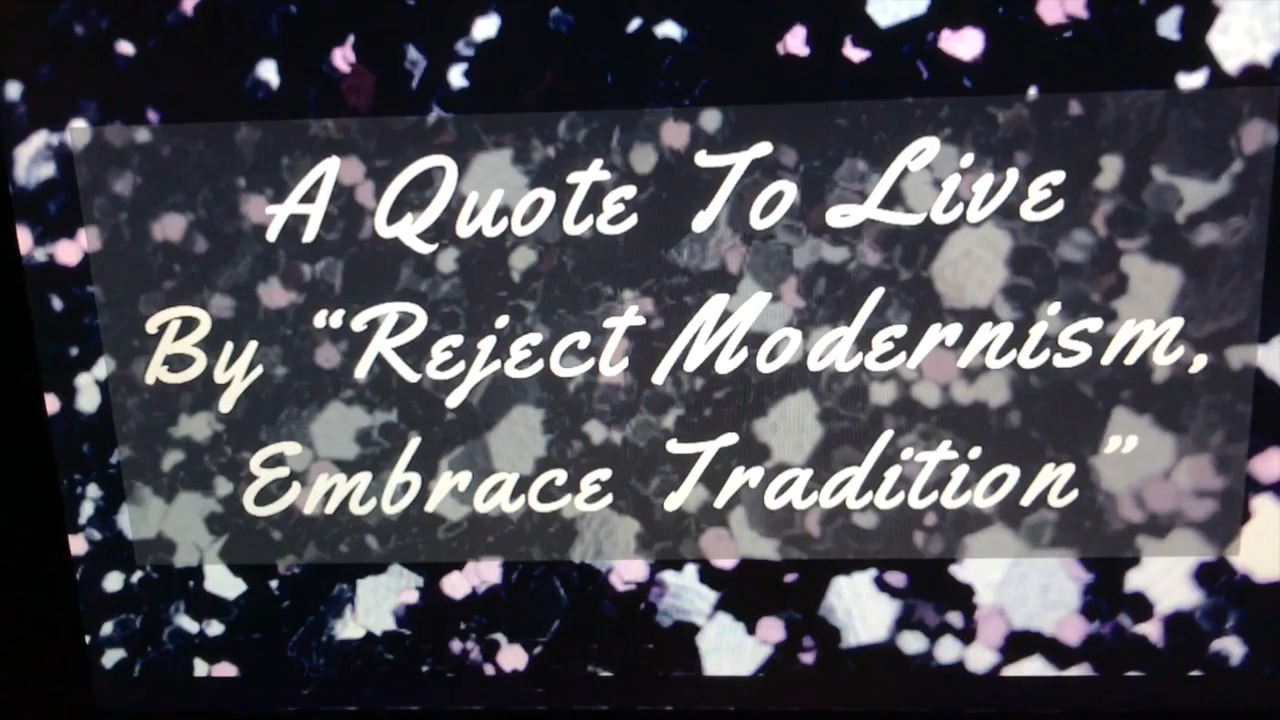 A Quote To Live
By “Reject Modernism,
Embrace Tradition”